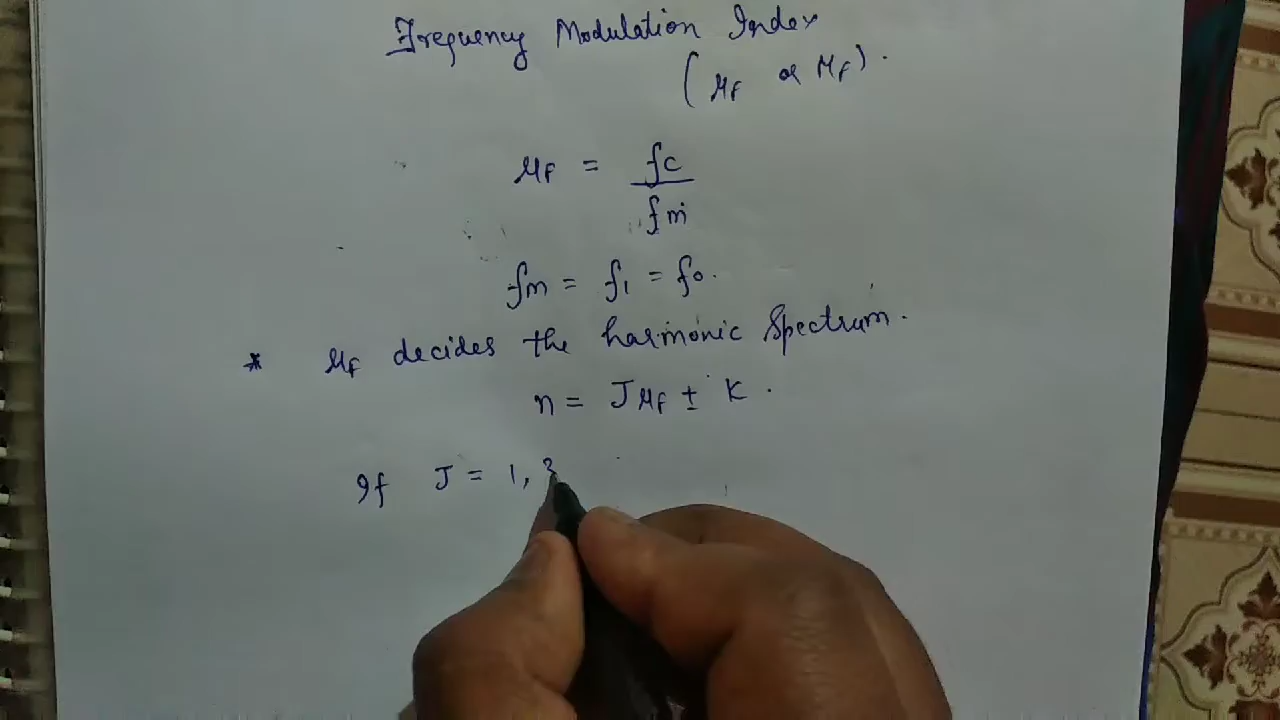 Frequency Modulation Index
(MF or MF).
MF = fc / fm
fm = f1 = f0.
* MF decides the harmonic Spectrum.
n = JMF ± K.
If J = 1, 3